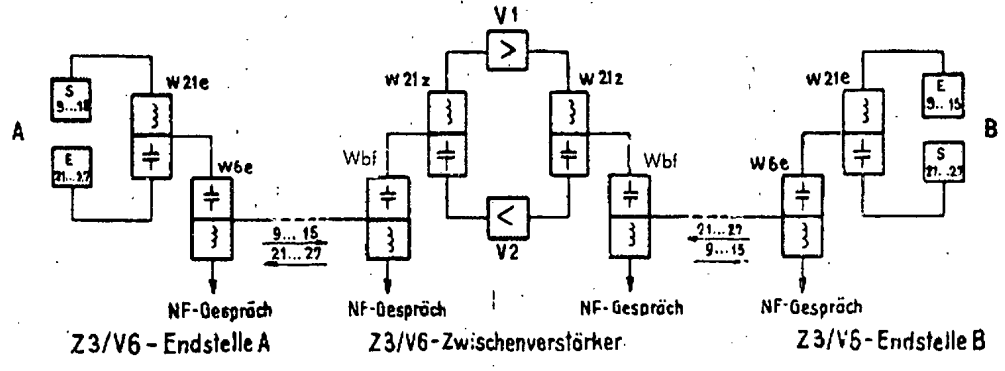 V1
W21e
W21z
W21z
W21e
S
9...15
E
9...15
A
B
E
21...27
S
21...27
W6e
Wbf
Wbf
W6e
V2
9...15
21...27
21...27
9...15
NF-Gespräch
NF-Gespräch
NF-Gespräch
NF-Gespräch
Z3/V6-Endstelle A
Z3/V6-Zwischenverstörker
Z3/V6-Endstelle B